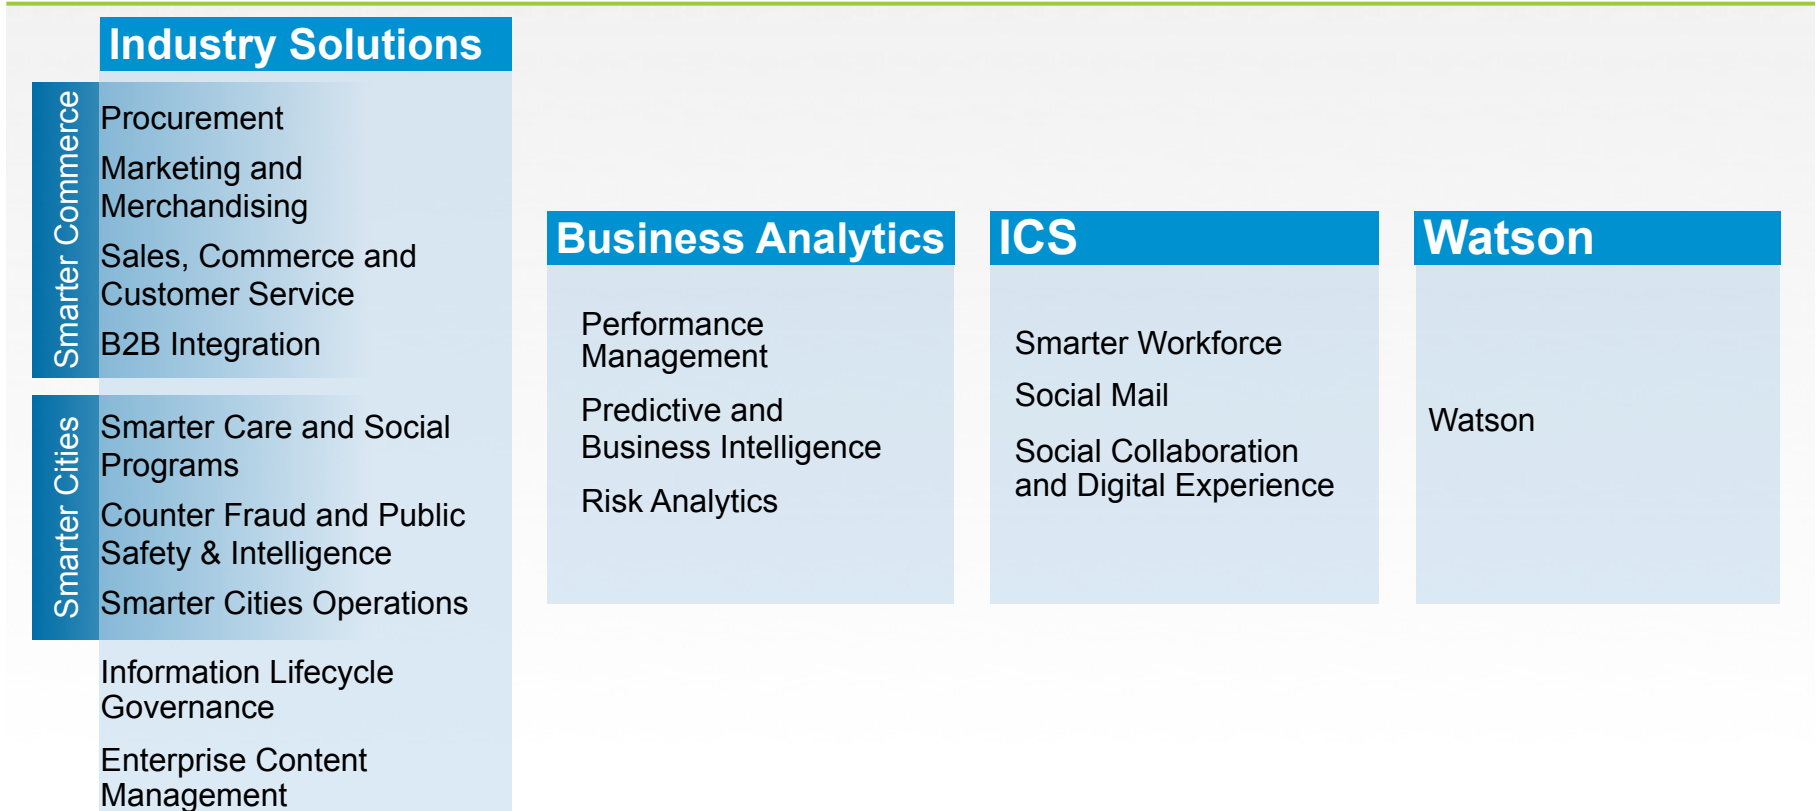 Industry Solutions
Smarter Commerce
Procurement
Marketing and
Merchandising
Sales, Commerce and
Customer Service
B2B Integration
Smarter Cities
Smarter Care and Social
Programs
Counter Fraud and Public
Safety & Intelligence
Smarter Cities Operations
Information Lifecycle
Governance
Enterprise Content
Management
Business Analytics
Performance
Management
Predictive and
Business Intelligence
Risk Analytics
ICS
Smarter Workforce
Social Mail
Social Collaboration
and Digital Experience
Watson
Watson